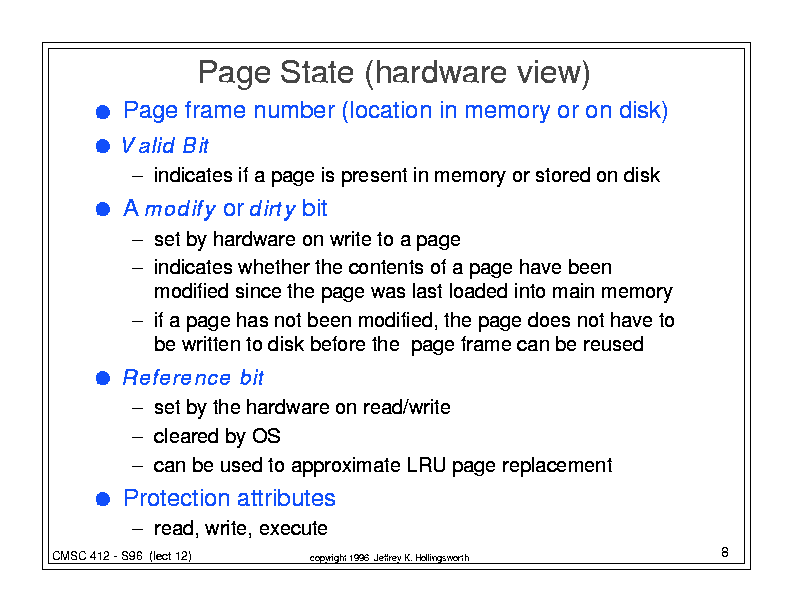 Page State (hardware view)
● Page frame number (location in memory or on disk)
● Valid Bit
– indicates if a page is present in memory or stored on disk
● A modify or dirty bit
– set by hardware on write to a page
– indicates whether the contents of a page have been
modified since the page was last loaded into main memory
– if a page has not been modified, the page does not have to
be written to disk before the page frame can be reused
● Reference bit
– set by the hardware on read/write
– cleared by OS
– can be used to approximate LRU page replacement
● Protection attributes
– read, write, execute
CMSC 412 - S96 (lect 12)
copyright 1996 Jeffrey K. Hollingsworth
8